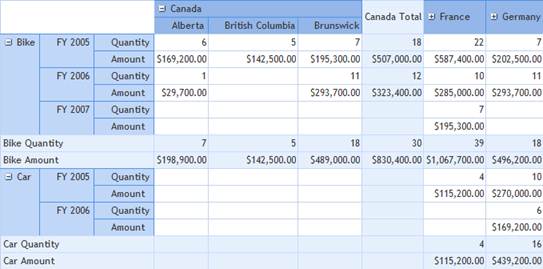 Canada
Alberta British Columbia Brunswick Canada Total France Germany
Bike FY 2005 Quantity 6 5 7 18 22 7
Amount $169,200.00 $142,500.00 $195,300.00 $507,000.00 $587,400.00 $202,500.00
FY 2006 Quantity 1 11 12 10 11
Amount $29,700.00 $293,700.00 $323,400.00 $285,000.00 $293,700.00
FY 2007 Quantity 7
Amount $195,300.00
Bike Quantity 7 5 18 30 39 18
Bike Amount $198,900.00 $142,500.00 $489,000.00 $830,400.00 $1,067,700.00 $496,200.00
Car FY 2005 Quantity 4 10
Amount $115,200.00 $270,000.00
FY 2006 Quantity 6
Amount $169,200.00
Car Quantity 4 16
Car Amount $115,200.00 $439,200.00